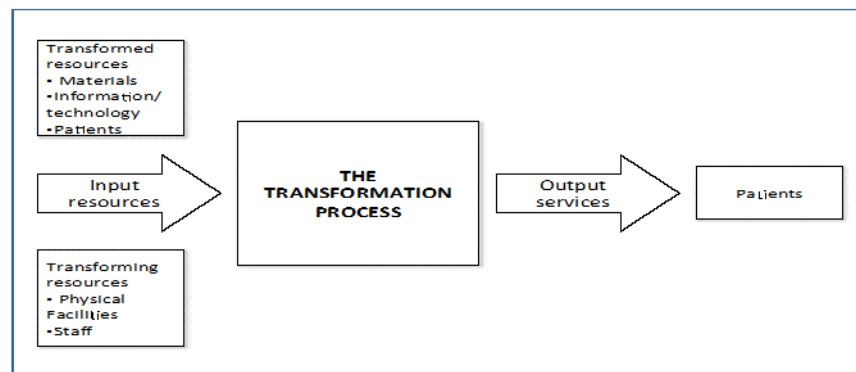 Transformed
resources
• Materials
•Information/
technology
•Patients
Input
resources
Transforming
resources
• Physical
Facilities
•Staff
THE
TRANSFORMATION
PROCESS
Output
services
Patients